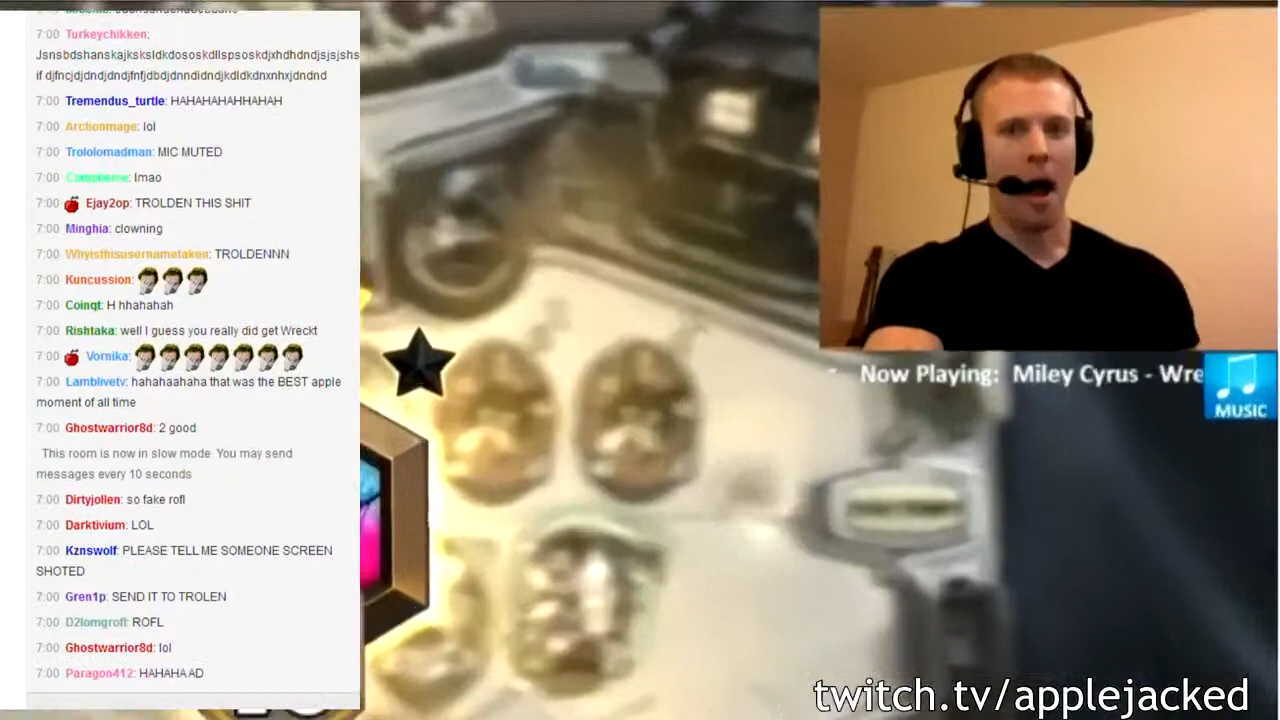 7:00 Turkeychicken:
Jsnsbdshanskajksksldkdososkdllspsoskdjxhdhdndjsjsjshs
if djfncjdjdndjdndjfnfjdbdjdnndidndjkdldkdnxnhxjdndnd
7:00 Tremendus_turtle: HAHAHAHAHHAHAH
7:00 Archonmage: lol
7:00 Trololomadman: MIC MUTED
lmao
7:00 Ejay2op: TROLDEN THIS SHIT
7:00 Minghia: clowning
7:00 Whyisthisusernametaken: TROLDENNN
7:00 Kuncussion:
7:00 Coinqt: H hhahahah
7:00 Rishtaka: well I guess you really did get Wreckt
7:00 Vornika:
7:00 Lamblivetv: hahahaahaha that was the BEST apple
moment of all time
7:00 Ghostwarrior8d: 2 good
This room is now in slow mode. You may send
messages every 10 seconds
7:00 Dirtyjollen: so fake rofl
7:00 Darktivium: LOL
7:00 Kznswolf: PLEASE TELL ME SOMEONE SCREEN
SHOTED
7:00 Gren1p: SEND IT TO TROLEN
7:00 D2lomgroft: ROFL
7:00 Ghostwarrior8d: lol
7:00 Paragon412: HAHAHA AD
Now Playing: Miley Cyrus - Wre
MUSIC
twitch.tv/applejacked